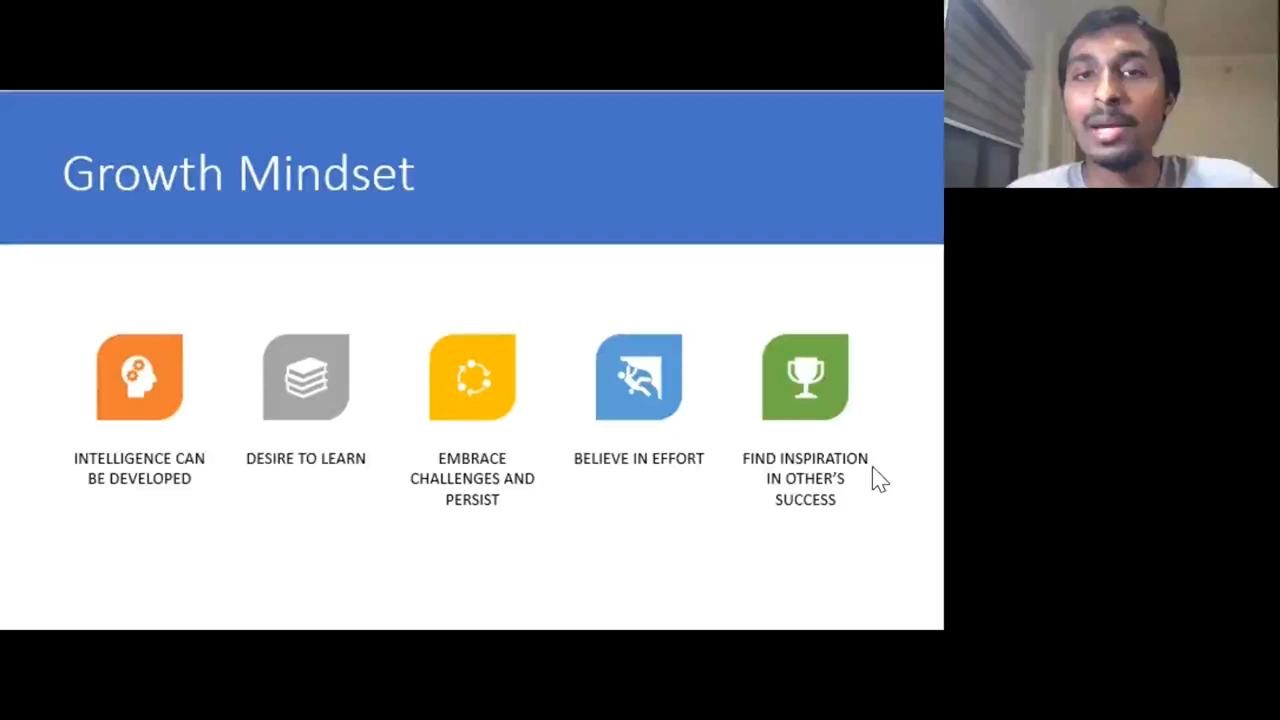 Growth Mindset
INTELLIGENCE CAN
BE DEVELOPED
DESIRE TO LEARN
EMBRACE
CHALLENGES AND
PERSIST
BELIEVE IN EFFORT
FIND INSPIRATION
IN OTHER'S
SUCCESS